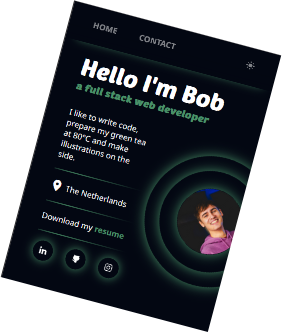 HOME CONTACT
Hello I'm Bob
a full stack web developer
I like to write code,
prepare my green tea
at 80°C and make
illustrations on the
side.
The Netherlands
Download my resume
in